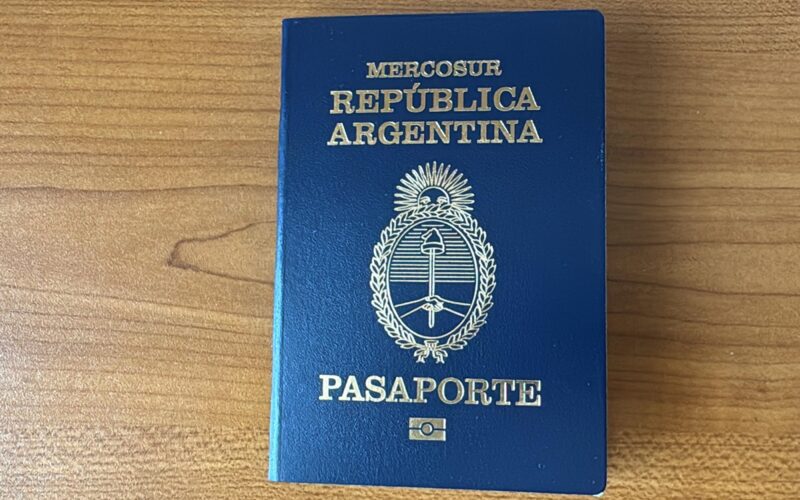 MERCOSUR
REPÚBLICA
ARGENTINA
PASAPORTE